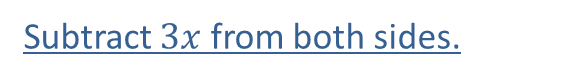 Subtract 3x from both sides.